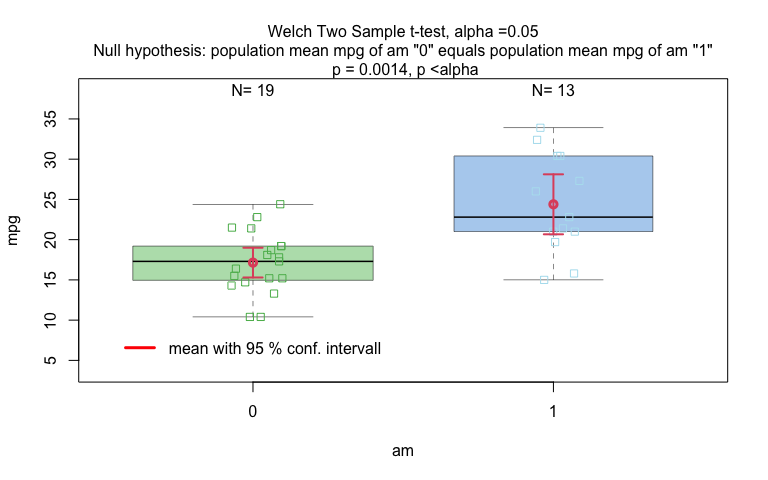 Welch Two Sample t-test, alpha =0.05
Null hypothesis: population mean mpg of am "0" equals population mean mpg of am "1"
p = 0.0014, p <alpha
N= 19
N= 13
35
30
25
20
15
10
5
mpg
mean with 95 % conf. intervall
0
1
am